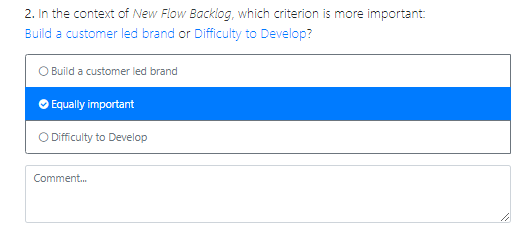 2. In the context of New Flow Backlog, which criterion is more important:
Build a customer led brand or Difficulty to Develop?
Build a customer led brand
Equally important
Difficulty to Develop
Comment...